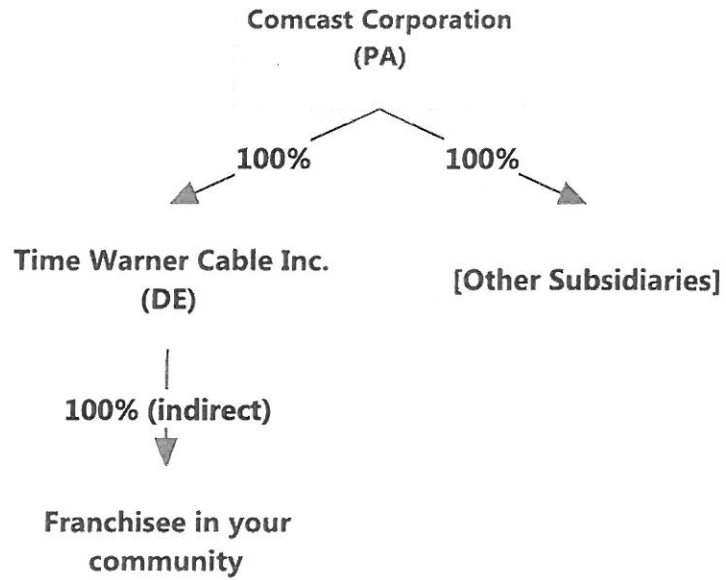 Comcast Corporation
(PA)
100%
100%
Time Warner Cable Inc.
(DE)
[Other Subsidiaries]
100% (indirect)
Franchisee in your
community